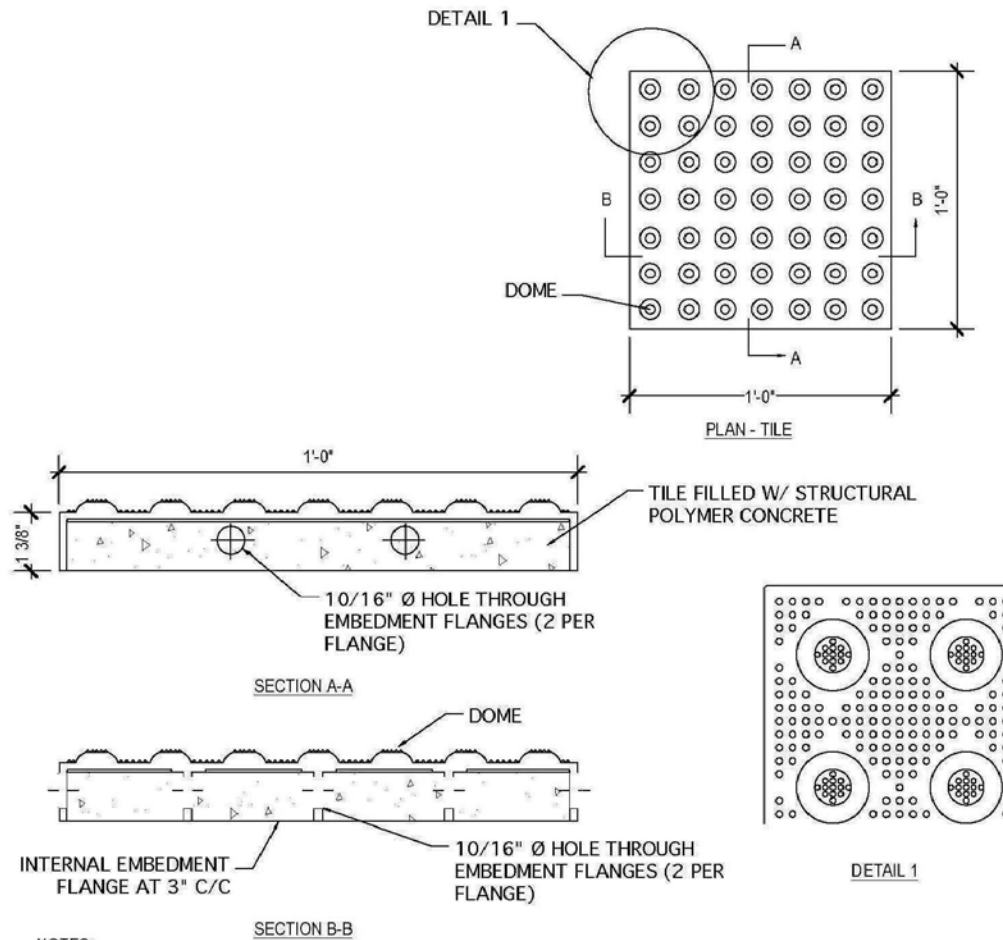 DETAIL 1
A
B
B
1'-0"
DOME
A
1'-0"
PLAN - TILE
1'-0"
1 3/8"
TILE FILLED W/ STRUCTURAL
POLYMER CONCRETE
10/16" Ø HOLE THROUGH
EMBEDMENT FLANGES (2 PER
FLANGE)
SECTION A-A
DOME
INTERNAL EMBEDMENT
FLANGE AT 3" C/C
10/16" Ø HOLE THROUGH
EMBEDMENT FLANGES (2 PER
FLANGE)
SECTION B-B
DETAIL 1